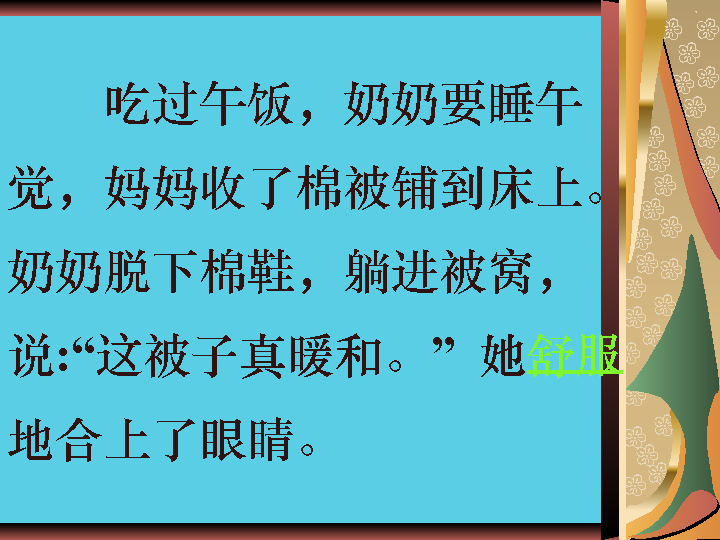 吃过午饭，奶奶要睡午
觉，妈妈收了棉被铺到床上。
奶奶脱下棉鞋，躺进被窝，
说:“这被子真暖和。”她舒服
地合上了眼睛。